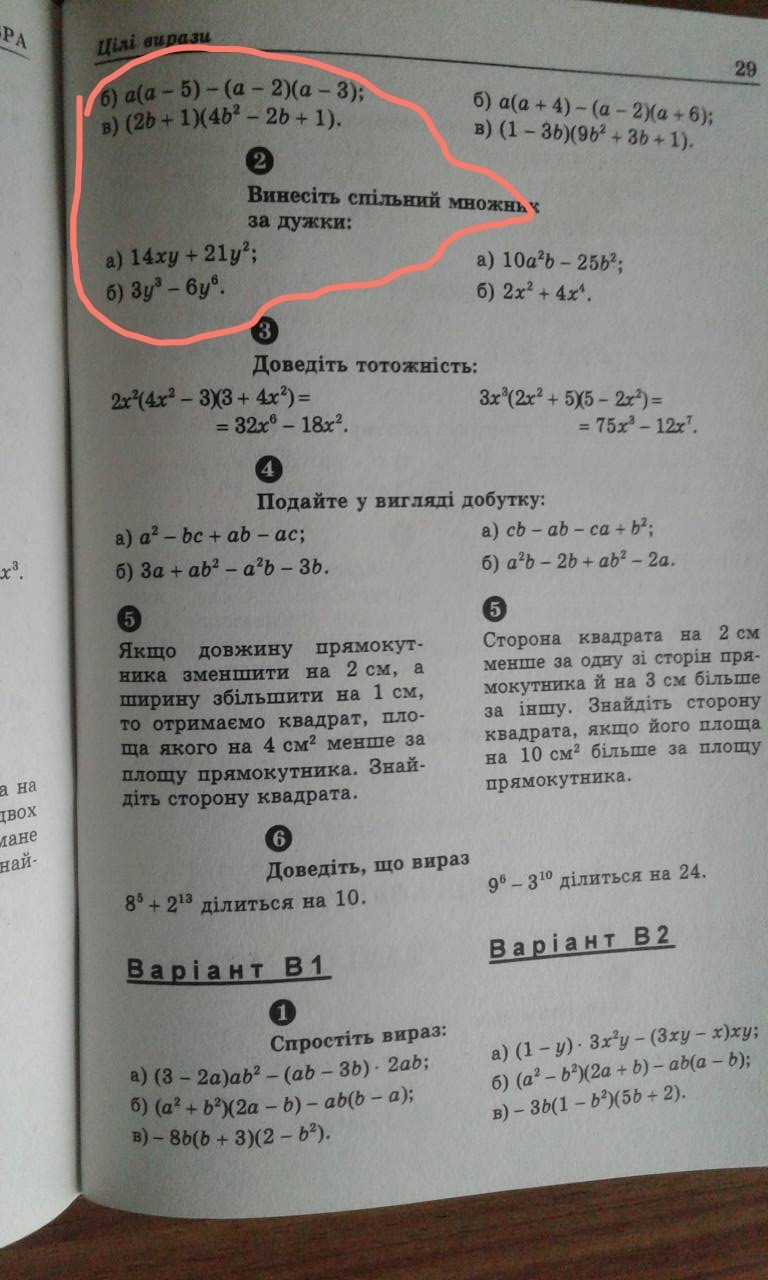 РА
Цілі вирази
29
б) a(a – 5) – (a – 2)(a – 3);
в) (2b + 1)(4b² – 2b + 1).
б) a(a + 4) – (a – 2)(a + 6);
в) (1 – 3b)(9b² + 3b + 1).
2
Винесіть спільний множник
за дужки:
а) 14xy + 21y²;
б) 3y³ – 6y⁶.
а) 10a²b – 25b²;
б) 2x² + 4x⁴.
3
Доведіть тотожність:
2x²(4x² – 3)(3 + 4x²) =
= 32x⁶ – 18x².
3x³(2x² + 5)(5 – 2x²) =
= 75x³ – 12x⁷.
4
Подайте у вигляді добутку:
а) a² – bc + ab – ac;
б) 3a + ab² – a²b – 3b.
а) cb – ab – ca + b²;
б) a²b – 2b + ab² – 2a.
5
Якщо довжину прямокут-
ника зменшити на 2 см, а
ширину збільшити на 1 см,
то отримаємо квадрат, пло-
ща якого на 4 см² менше за
площу прямокутника. Знай-
діть сторону квадрата.
5
Сторона квадрата на 2 см
менше за одну зі сторін пря-
мокутника й на 3 см більше
за іншу. Знайдіть сторону
квадрата, якщо його площа
на 10 см² більше за площу
прямокутника.
6
Доведіть, що вираз
8⁵ + 2¹³ ділиться на 10.
9⁶ – 3¹⁰ ділиться на 24.
Варіант В1
Варіант В2
1
Спростіть вираз:
а) (3 – 2a)ab² – (ab – 3b) · 2ab;
б) (a² + b²)(2a – b) – ab(b – a);
в) – 8b(b + 3)(2 – b²).
а) (1 – y) · 3x²y – (3xy – x)xy;
б) (a² – b²)(2a + b) – ab(a – b);
в) – 3b(1 – b²)(5b + 2).
x³.
а на
двох
мане
най-